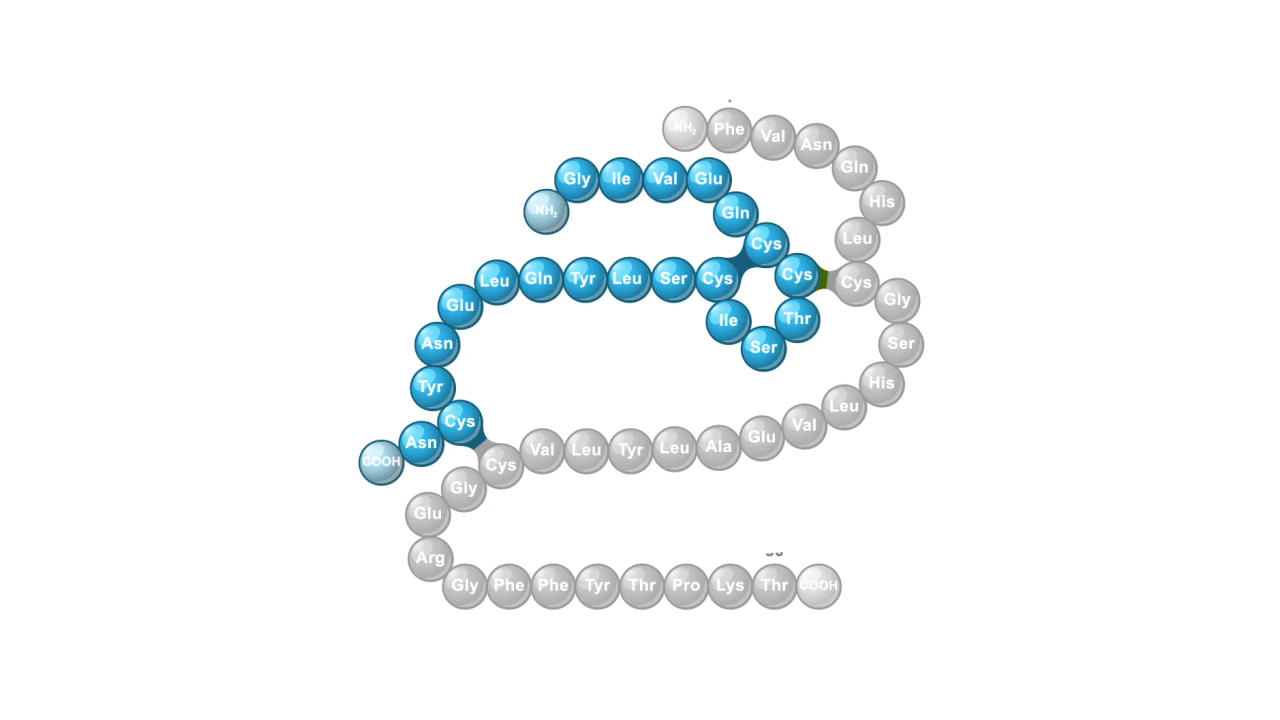 NH₂ Phe Val Asn Gln His Leu Cys Gly Ser His Leu Val Glu Ala Leu Tyr Leu Val Cys Gly Glu Arg Gly Phe Phe Tyr Thr Pro Lys Thr COOH
NH₂ Gly Ile Val Glu Gln Cys Cys Thr Ser Ile Cys Ser Leu Tyr Gln Leu Glu Asn Tyr Cys Asn COOH